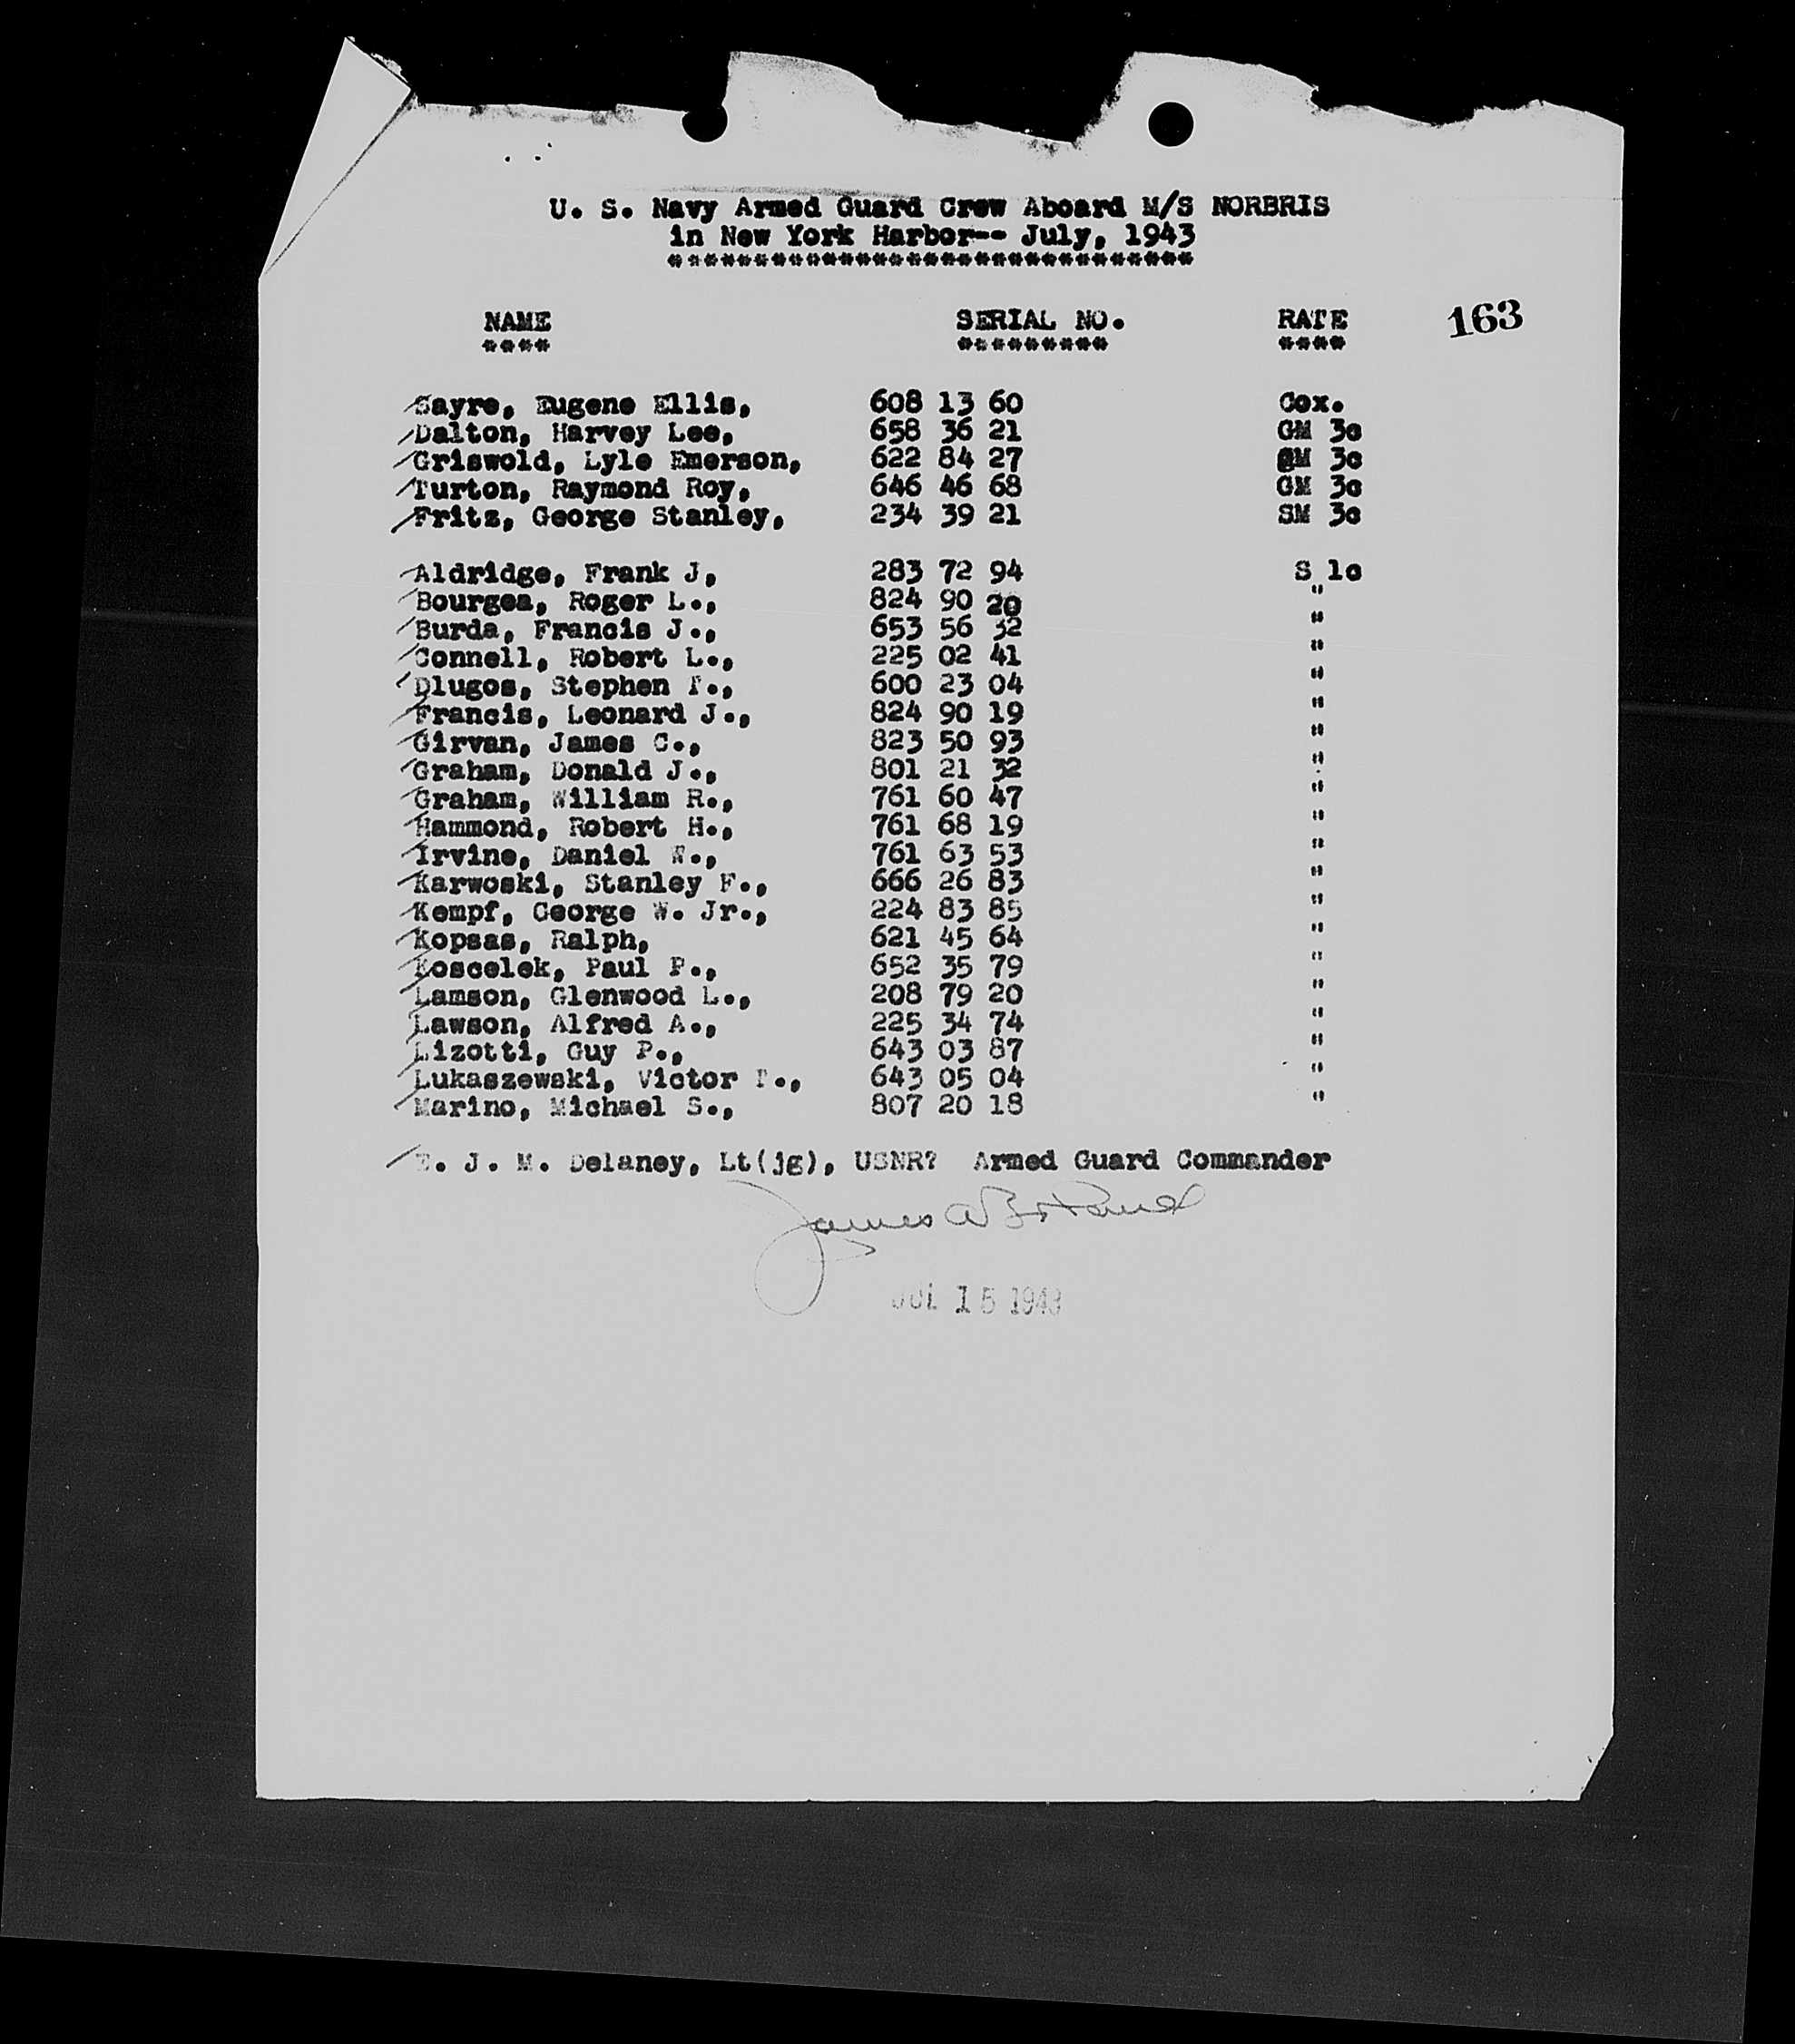 U. S. Navy Armed Guard Crew Aboard M/S NORBRIS
in New York Harbor-- July, 1943
*******************************
NAME SERIAL NO. RATE 163
**** ********* ****
Sayre, Eugene Ellis, 608 13 60 Cox.
Dalton, Harvey Lee, 658 36 21 GM 3c
Griswold, Lyle Emerson, 622 84 27 GM 3c
Turton, Raymond Roy, 646 46 68 GM 3c
Fritz, George Stanley, 234 39 21 SM 3c
Aldridge, Frank J, 283 72 94 S 1c
Bourgea, Roger L., 824 90 20 "
Burda, Francis J., 653 56 32 "
Connell, Robert L., 225 02 41 "
Dlugos, Stephen 600 23 04 "
Francis, Leonard J., 824 90 19 "
Girvan, James C., 823 50 93 "
Graham, Donald J., 801 21 32 "
Graham, William R., 761 60 47 "
Hammond, Robert H., 761 68 19 "
Irvine, Daniel W., 761 63 53 "
Karwoski, Stanley F., 666 26 83 "
Kempf, George W. Jr., 224 83 85 "
Kopsas, Ralph, 621 45 64 "
Koscelek, Paul P., 652 35 79 "
Lamson, Glenwood L., 208 79 20 "
Lawson, Alfred A., 225 34 74 "
Lizotti, Guy P., 643 03 87 "
Lukaszewski, Victor 643 05 04 "
Marino, Michael S., 807 20 18 "
E. J. M. Delaney, Lt(jg), USNR? Armed Guard Commander
James
JUL 15 1943